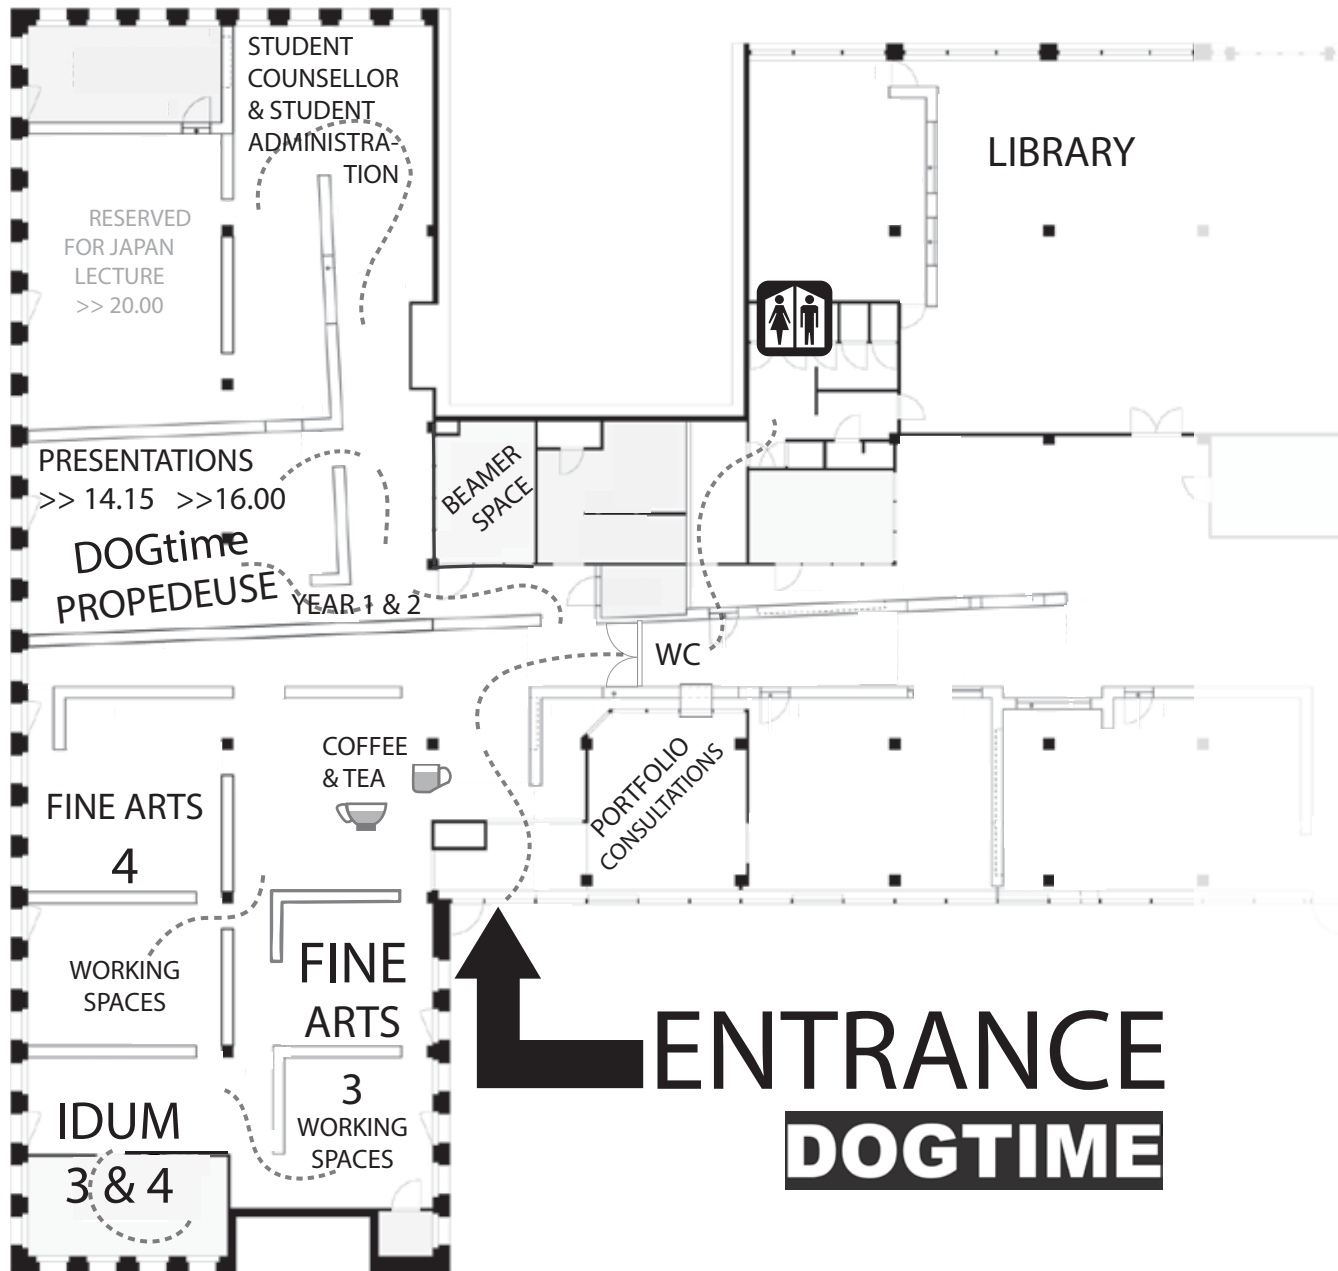 STUDENT
COUNSELLOR
& STUDENT
ADMINISTRA-
TION
LIBRARY
RESERVED
FOR JAPAN
LECTURE
>> 20.00
PRESENTATIONS
>> 14.15 >>16.00
DOGtime
PROPEDEUSE
YEAR 1 & 2
BEAMER
SPACE
WC
COFFEE
& TEA
PORTFOLIO
CONSULTATIONS
FINE ARTS
4
WORKING
SPACES
FINE
ARTS
3
WORKING
SPACES
IDUM
3 & 4
ENTRANCE
DOGTIME